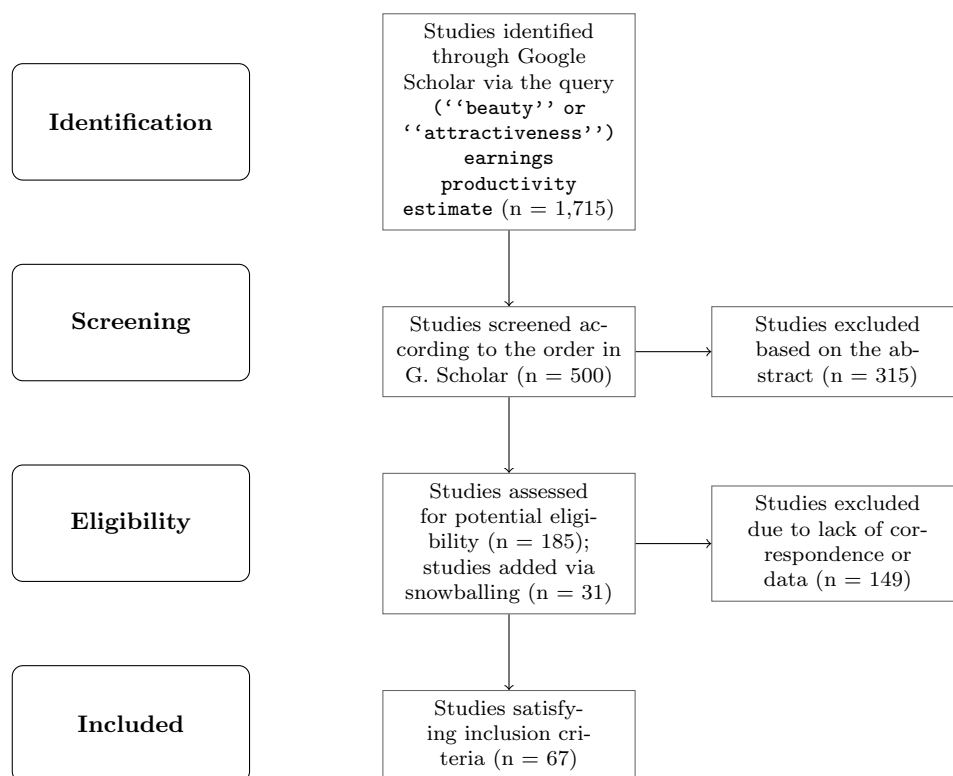 Studies identified
through Google
Scholar via the query
(‘‘beauty’’ or
‘‘attractiveness’’)
earnings
productivity
estimate (n = 1,715)
Identification
Screening
Studies screened ac-
cording to the order in
G. Scholar (n = 500)
Studies excluded
based on the ab-
stract (n = 315)
Eligibility
Studies assessed
for potential eligi-
bility (n = 185);
studies added via
snowballing (n = 31)
Studies excluded
due to lack of cor-
respondence or
data (n = 149)
Included
Studies satisfy-
ing inclusion cri-
teria (n = 67)